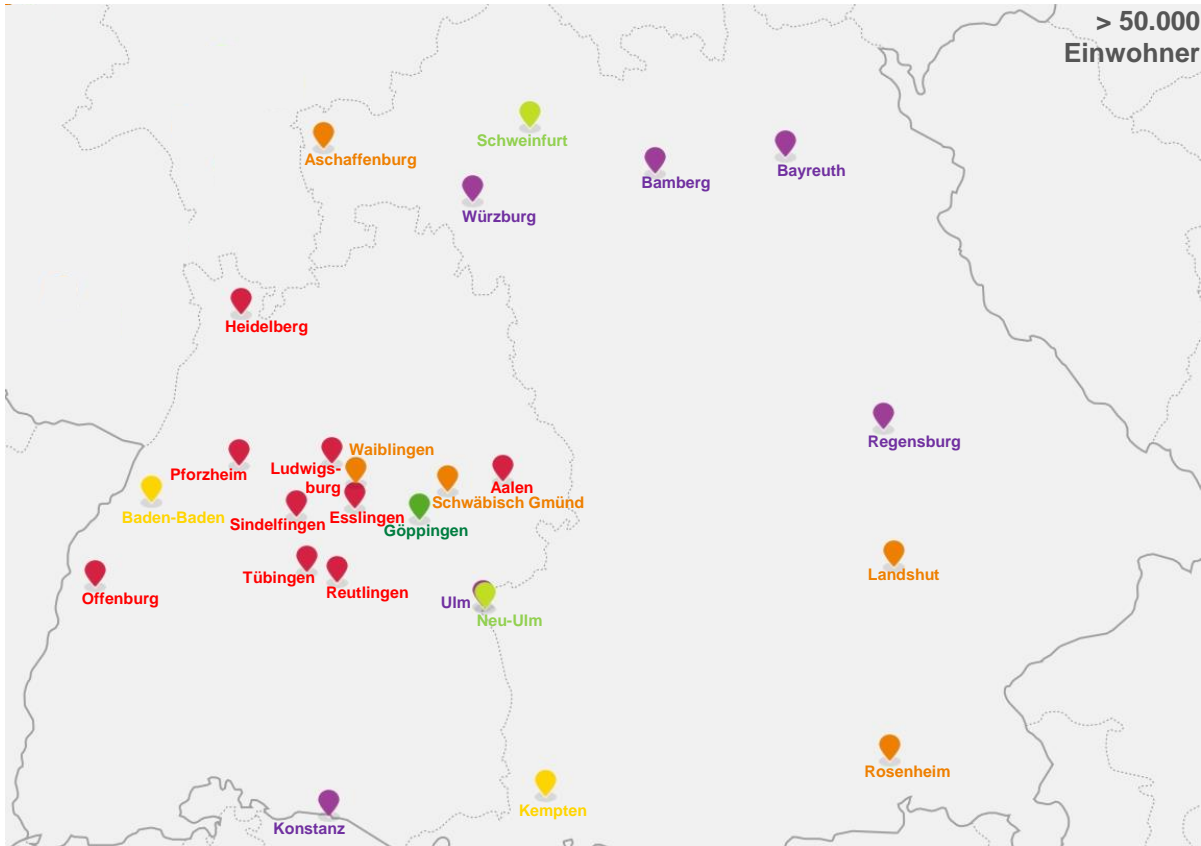 > 50.000
Einwohner
Schweinfurt
Aschaffenburg
Bayreuth
Bamberg
Würzburg
Heidelberg
Regensburg
Waiblingen
Pforzheim
Ludwigs-
burg
Aalen
Schwäbisch Gmünd
Baden-Baden
Sindelfingen
Esslingen
Göppingen
Tübingen
Reutlingen
Landshut
Offenburg
Ulm
Neu-Ulm
Rosenheim
Kempten
Konstanz